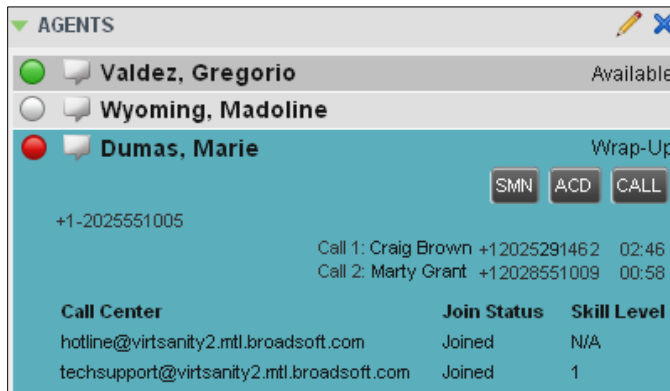 AGENTS
Valdez, Gregorio Available
Wyoming, Madoline
Dumas, Marie Wrap-Up
SMN ACD CALL
+1-2025551005
Call 1: Craig Brown +12025291462 02:46
Call 2: Marty Grant +12028551009 00:58
Call Center Join Status Skill Level
hotline@virtsanity2.mtl.broadsoft.com Joined N/A
techsupport@virtsanity2.mtl.broadsoft.com Joined 1